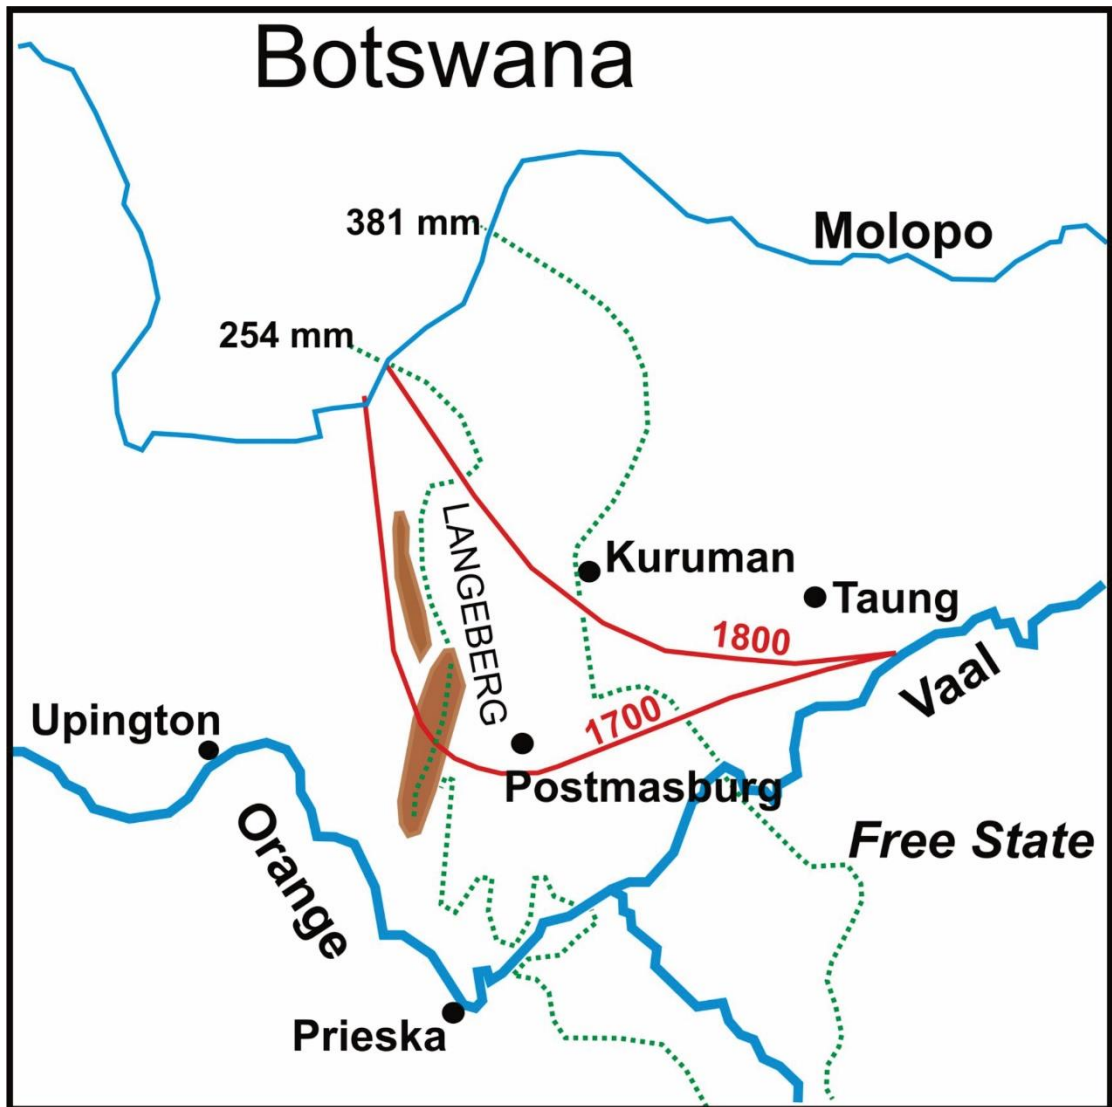 Botswana
381 mm
Molopo
254 mm
LANGEBERG
Kuruman
Taung
1800
Vaal
1700
Upington
Postmasburg
Orange
Free State
Prieska